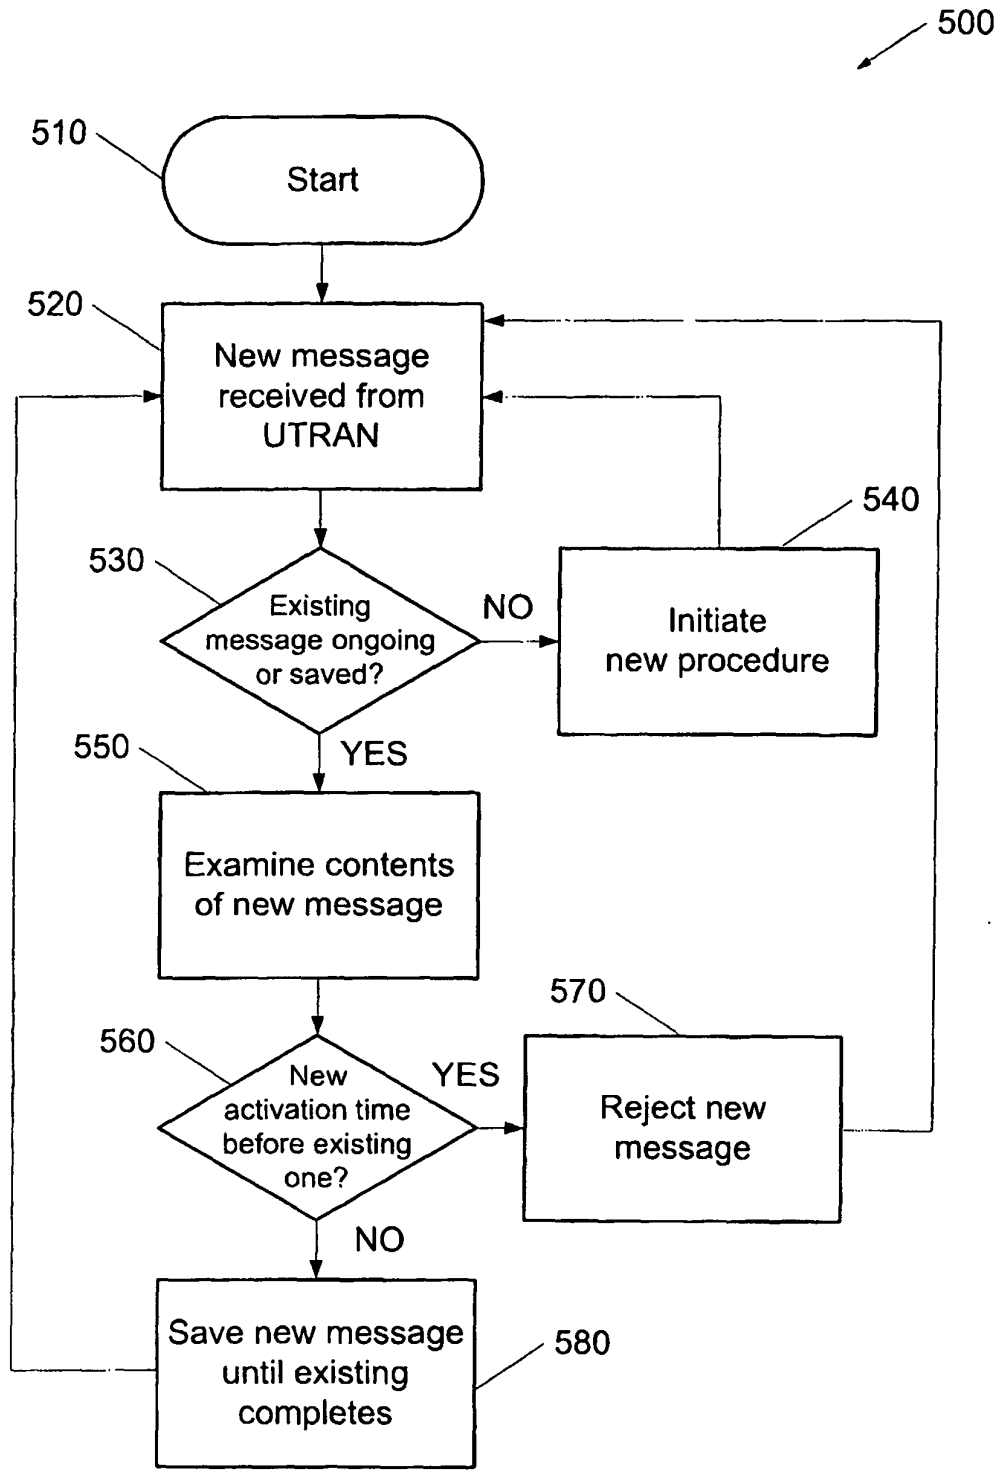 500
510
Start
520
New message
received from
UTRAN
540
530
Existing
message ongoing
or saved?
NO
Initiate
new procedure
YES
550
Examine contents
of new message
570
560
New
activation time
before existing
one?
YES
Reject new
message
NO
Save new message
until existing
completes
580